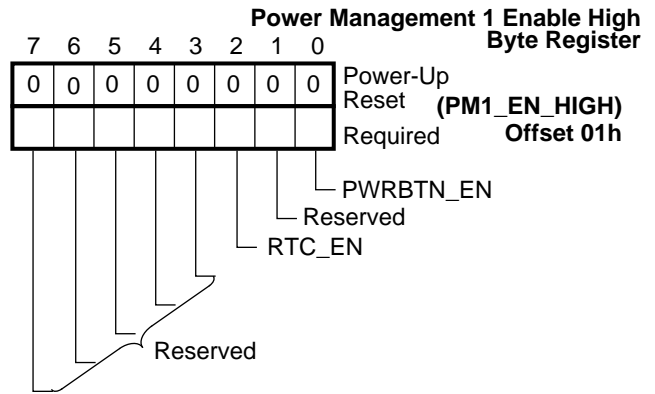 Power Management 1 Enable High
Byte Register
7 6 5 4 3 2 1 0
0 0 0 0 0 0 0 0
Power-Up
Reset
(PM1_EN_HIGH)
Required
Offset 01h
PWRBTN_EN
Reserved
RTC_EN
Reserved